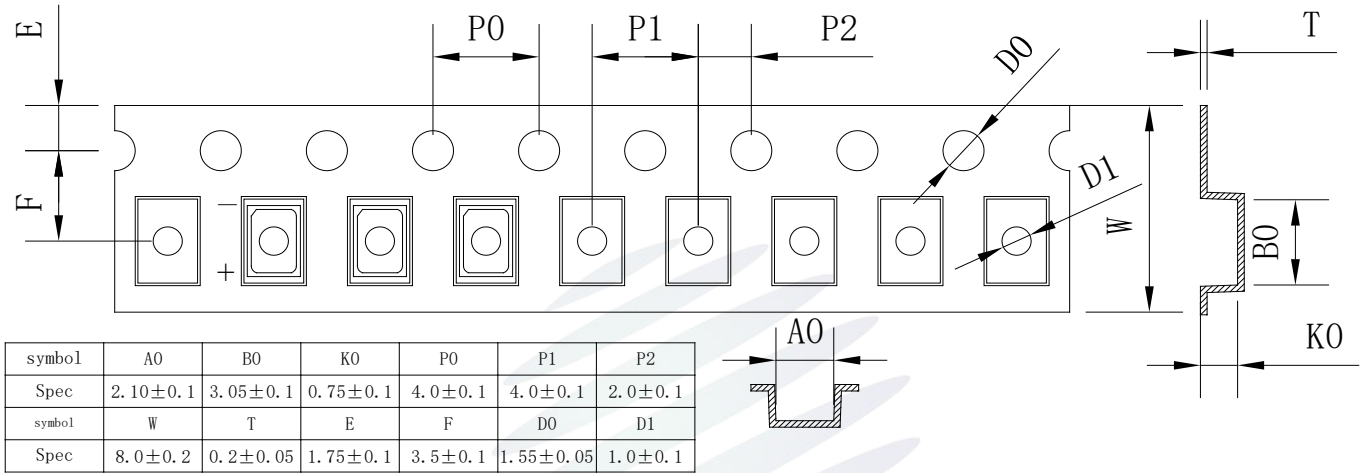 E
P0
P1
P2
D0
T
F
−
+
D1
W
B0
A0
K0
symbol A0 B0 K0 P0 P1 P2
Spec 2.10±0.1 3.05±0.1 0.75±0.1 4.0±0.1 4.0±0.1 2.0±0.1
symbol W T E F D0 D1
Spec 8.0±0.2 0.2±0.05 1.75±0.1 3.5±0.1 1.55±0.05 1.0±0.1